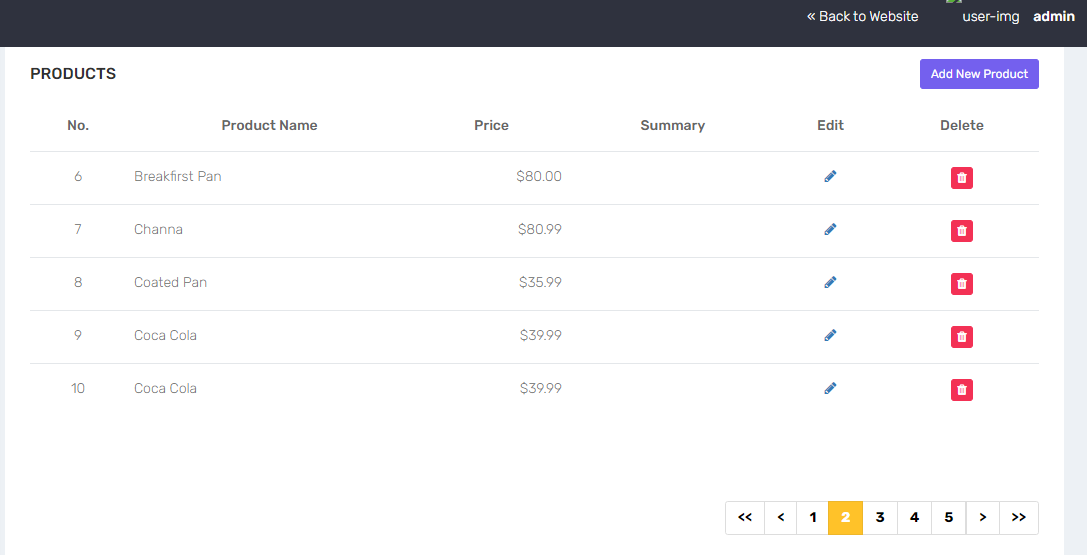 « Back to Website user-img admin
PRODUCTS Add New Product
No. Product Name Price Summary Edit Delete
6 Breakfirst Pan $80.00
7 Channa $80.99
8 Coated Pan $35.99
9 Coca Cola $39.99
10 Coca Cola $39.99
<< < 1 2 3 4 5 > >>